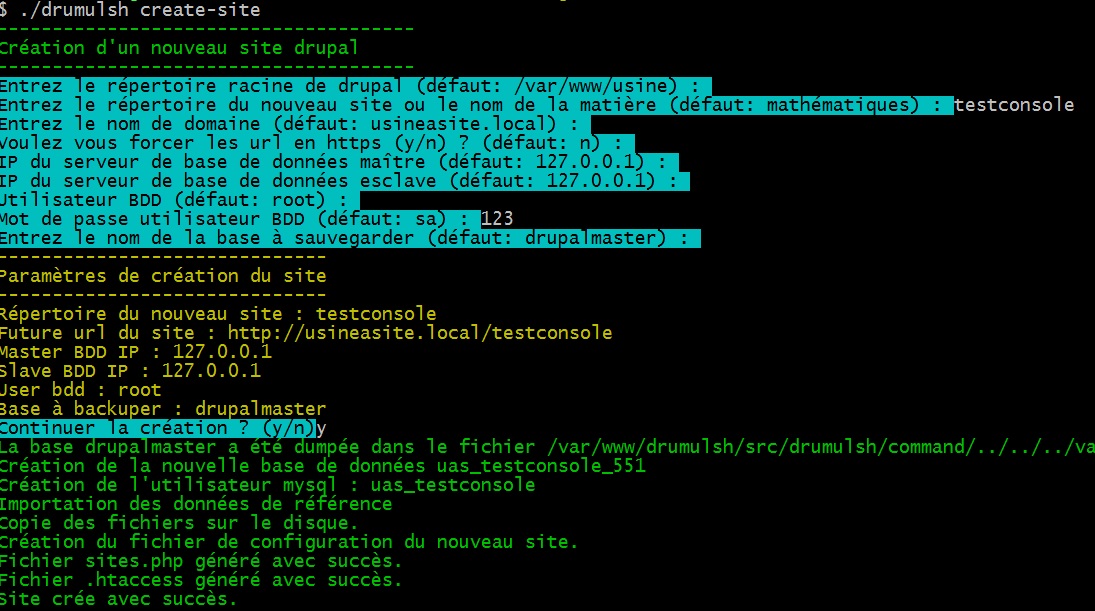 $ ./drumulsh create-site
--------------------------------------
Création d'un nouveau site drupal
--------------------------------------
Entrez le répertoire racine de drupal (défaut: /var/www/usine) :
Entrez le répertoire du nouveau site ou le nom de la matière (défaut: mathématiques) : testconsole
Entrez le nom de domaine (défaut: usineasite.local) :
Voulez vous forcer les url en https (y/n) ? (défaut: n) :
IP du serveur de base de données maître (défaut: 127.0.0.1) :
IP du serveur de base de données esclave (défaut: 127.0.0.1) :
Utilisateur BDD (défaut: root) :
Mot de passe utilisateur BDD (défaut: sa) : 123
Entrez le nom de la base à sauvegarder (défaut: drupalmaster) :
------------------------------
Paramètres de création du site
------------------------------
Répertoire du nouveau site : testconsole
Future url du site : http://usineasite.local/testconsole
Master BDD IP : 127.0.0.1
Slave BDD IP : 127.0.0.1
User bdd : root
Base à backuper : drupalmaster
Continuer la création ? (y/n)y
La base drupalmaster a été dumpée dans le fichier /var/www/drumulsh/src/drumulsh/command/../../../va
Création de la nouvelle base de données uas_testconsole_551
Création de l'utilisateur mysql : uas_testconsole
Importation des données de référence
Copie des fichiers sur le disque.
Création du fichier de configuration du nouveau site.
Fichier sites.php généré avec succès.
Fichier .htaccess généré avec succès.
Site crée avec succès.